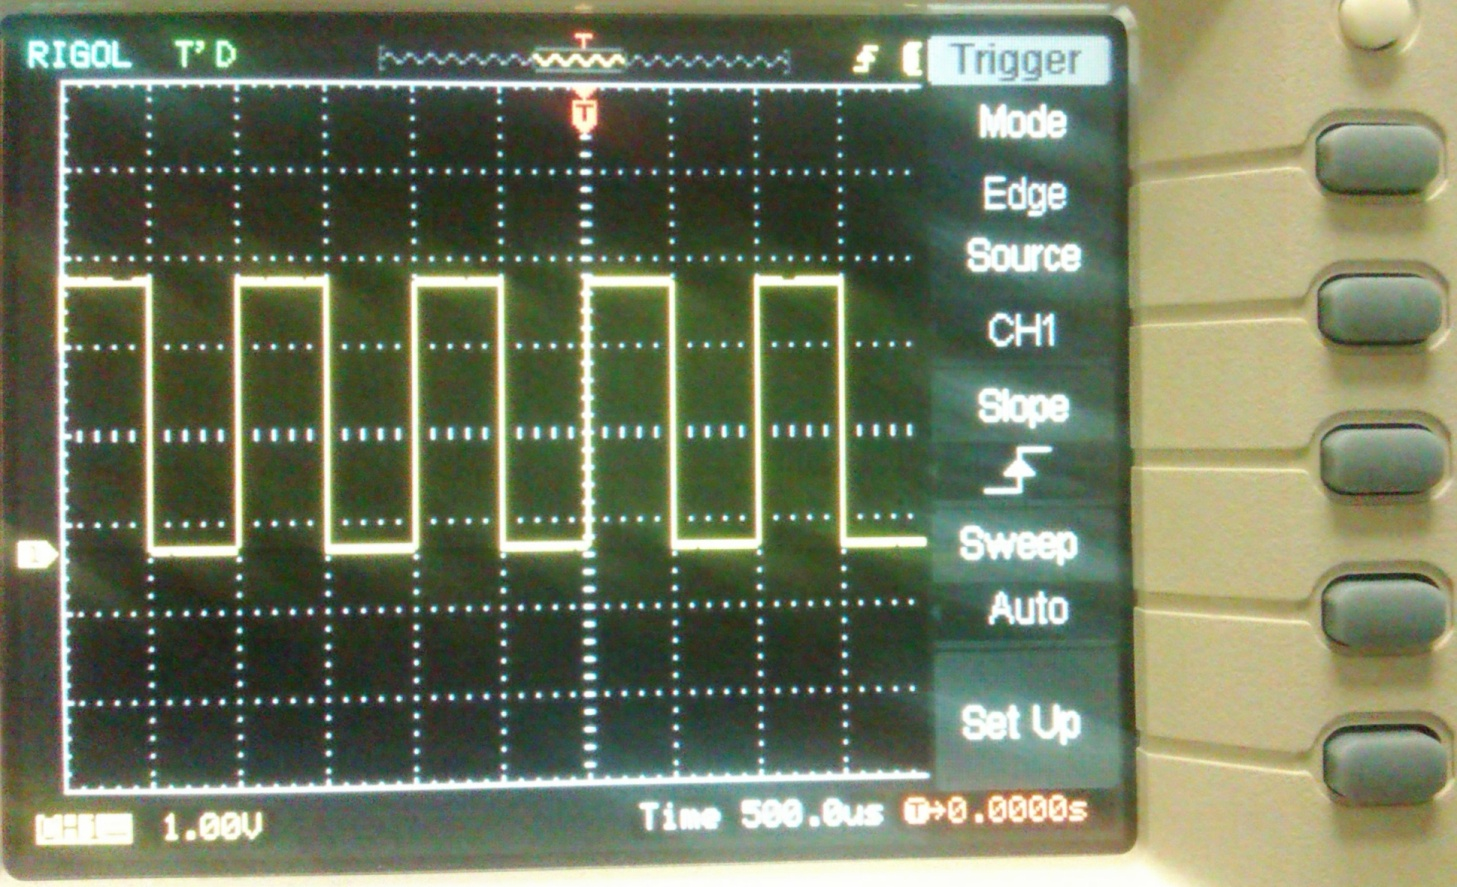 RIGOL T'D T Trigger
T
Mode
Edge
Source
CH1
Slope
Sweep
1
Auto
Set Up
1.00V Time 500.0us T→0.0000s